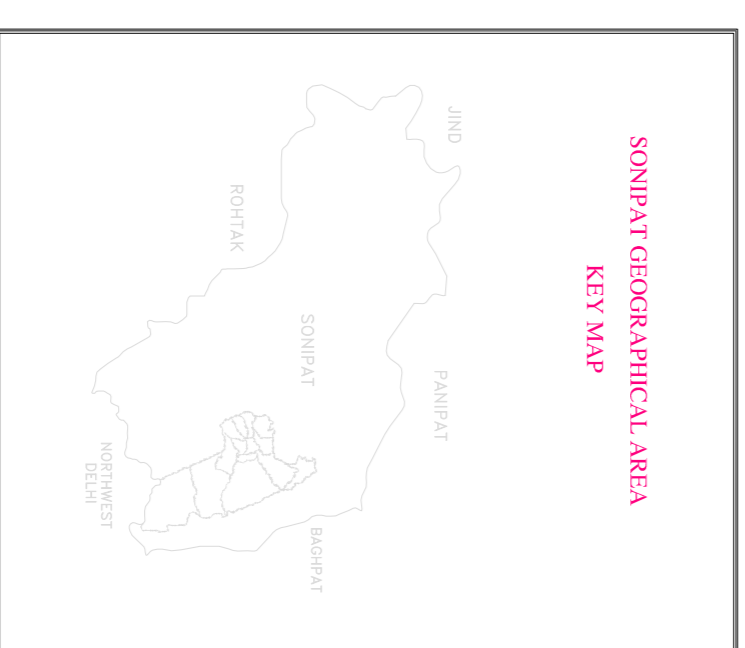 SONIPAT GEOGRAPHICAL AREA
KEY MAP
JIND
PANIPAT
ROHTAK
SONIPAT
BAGHPAT
NORTHWEST
DELHI